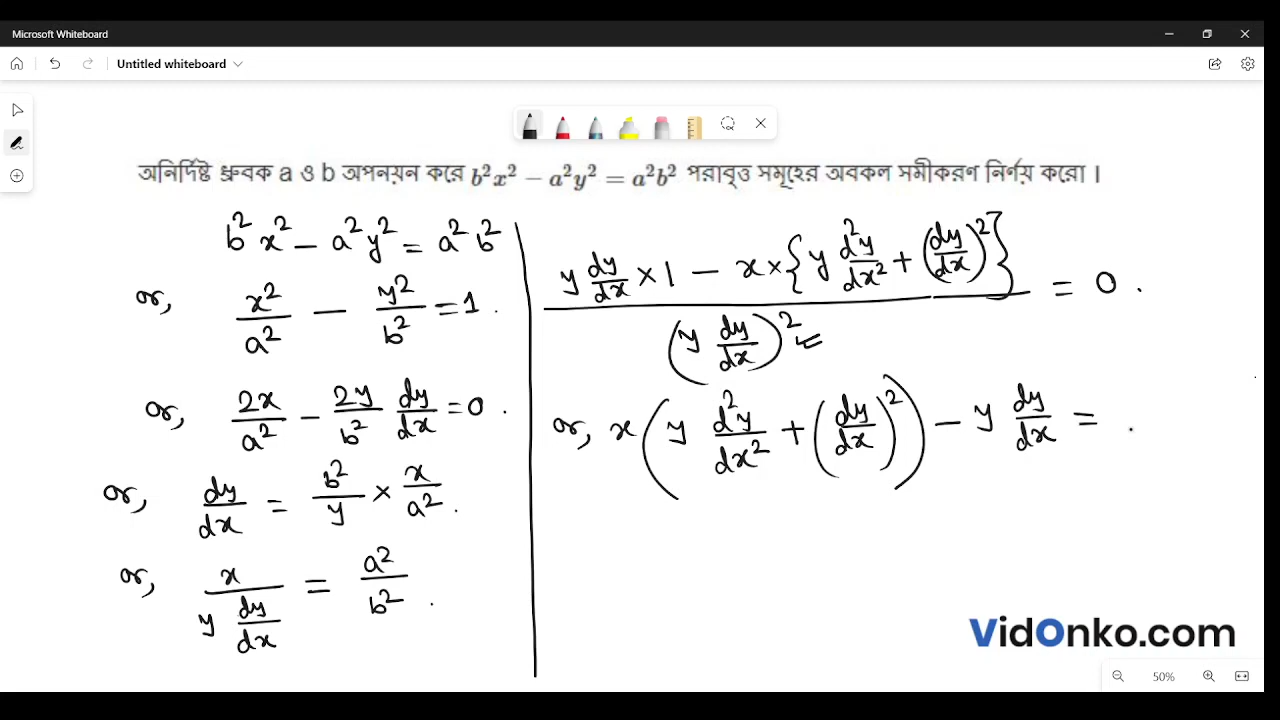 Microsoft Whiteboard
Untitled whiteboard
অনির্দিষ্ট ধ্রুবক a ও b অপনয়ন করে b²x² − a²y² = a²b² পরাবৃত্ত সমূহের অবকল সমীকরণ নির্ণয় করো ।
b²x² − a²y² = a²b²
or, x²/a² − y²/b² = 1.
or, 2x/a² − 2y/b² dy/dx = 0.
or, dy/dx = b²/y × x/a².
or, x/(y dy/dx) = a²/b².
(y dy/dx × 1 − x × {y d²y/dx² + (dy/dx)²})/(y dy/dx)² = 0.
or, x (y d²y/dx² + (dy/dx)²) − y dy/dx =
VidOnko.com
50%